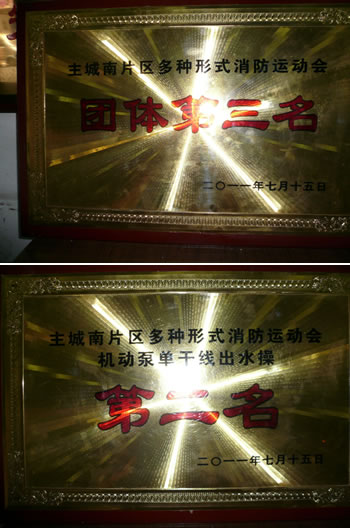 主城南片区多种形式消防运动会
团体第三名
二〇一一年七月十五日
主城南片区多种形式消防运动会
机动泵单干线出水操
第二名
二〇一一年七月十五日